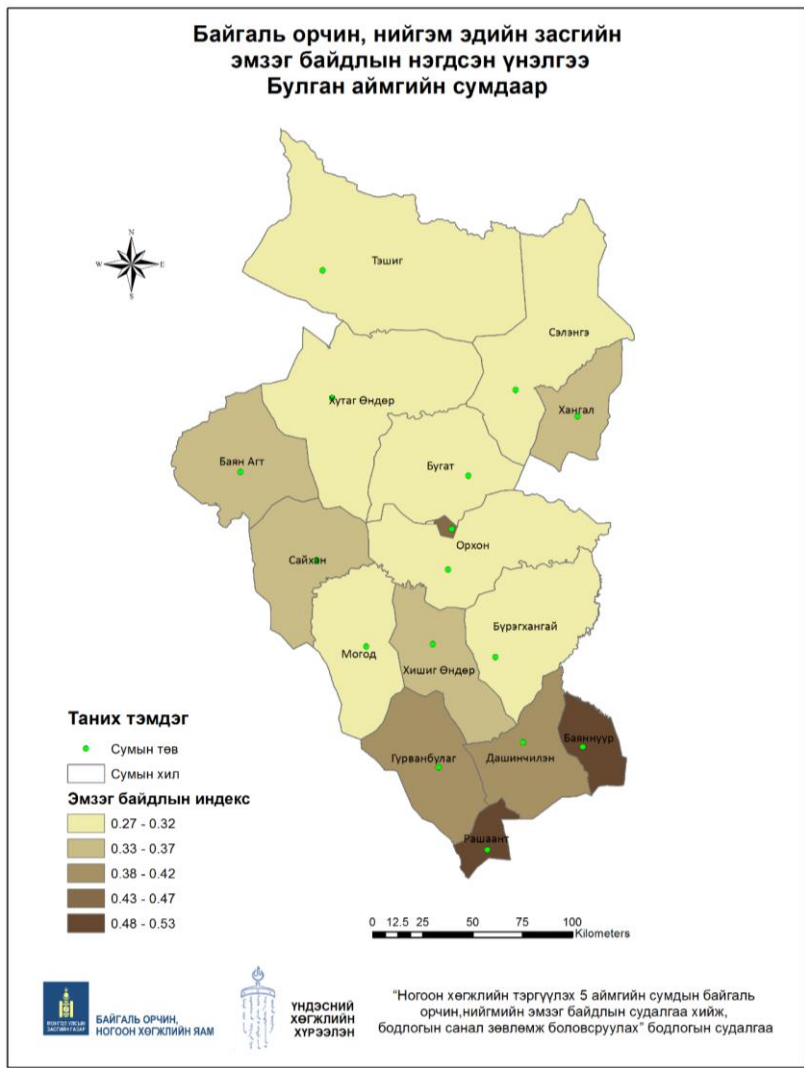 Байгаль орчин, нийгэм эдийн засгийн
эмзэг байдлын нэгдсэн үнэлгээ
Булган аймгийн сумдаар
N
W E
S
Тэшиг
Сэлэнгэ
Хутаг Өндөр
Хангал
Баян Агт
Бугат
Орхон
Сайхан
Бүрэгхангай
Могод
Хишиг Өндөр
Баяннуур
Гурванбулаг
Дашинчилэн
Рашаант
Таних тэмдэг
Сумын төв
Сумын хил
Эмзэг байдлын индекс
0.27 - 0.32
0.33 - 0.37
0.38 - 0.42
0.43 - 0.47
0.48 - 0.53
0 12.5 25 50 75 100
Kilometers
МОНГОЛ УЛСЫН
ЗАСГИЙН ГАЗАР
БАЙГАЛЬ ОРЧИН,
НОГООН ХӨГЖЛИЙН ЯАМ
ҮНДЭСНИЙ
ХӨГЖЛИЙН
ХҮРЭЭЛЭН
"Ногоон хөгжлийн тэргүүлэх 5 аймгийн сумдын байгаль
орчин,нийгмийн эмзэг байдлын судалгаа хийж,
бодлогын санал зөвлөмж боловсруулах" бодлогын судалгаа